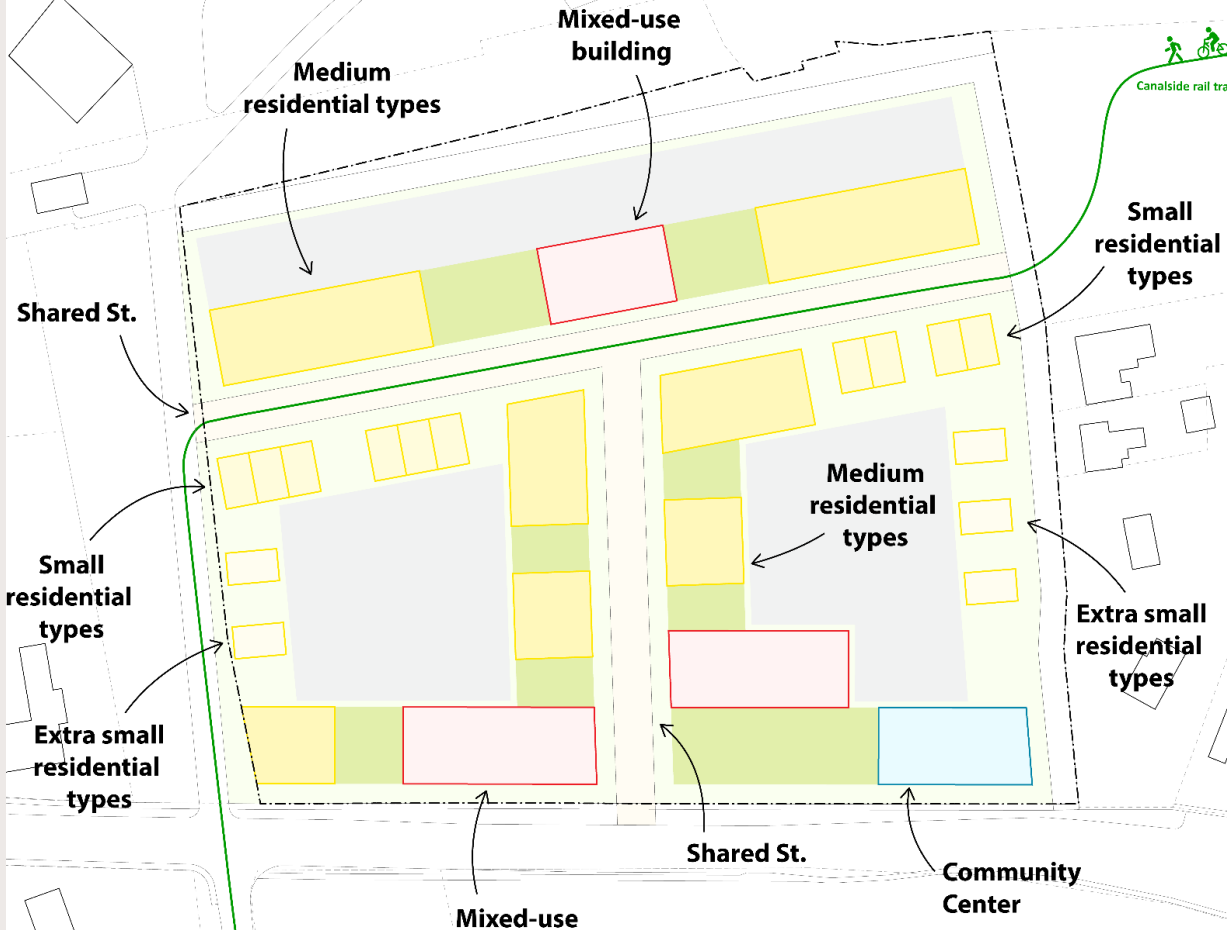 Mixed-use
building
Medium
residential types
Canalside rail tra
Small
residential
types
Shared St.
Medium
residential
types
Small
residential
types
Extra small
residential
types
Extra small
residential
types
Shared St.
Community
Center
Mixed-use